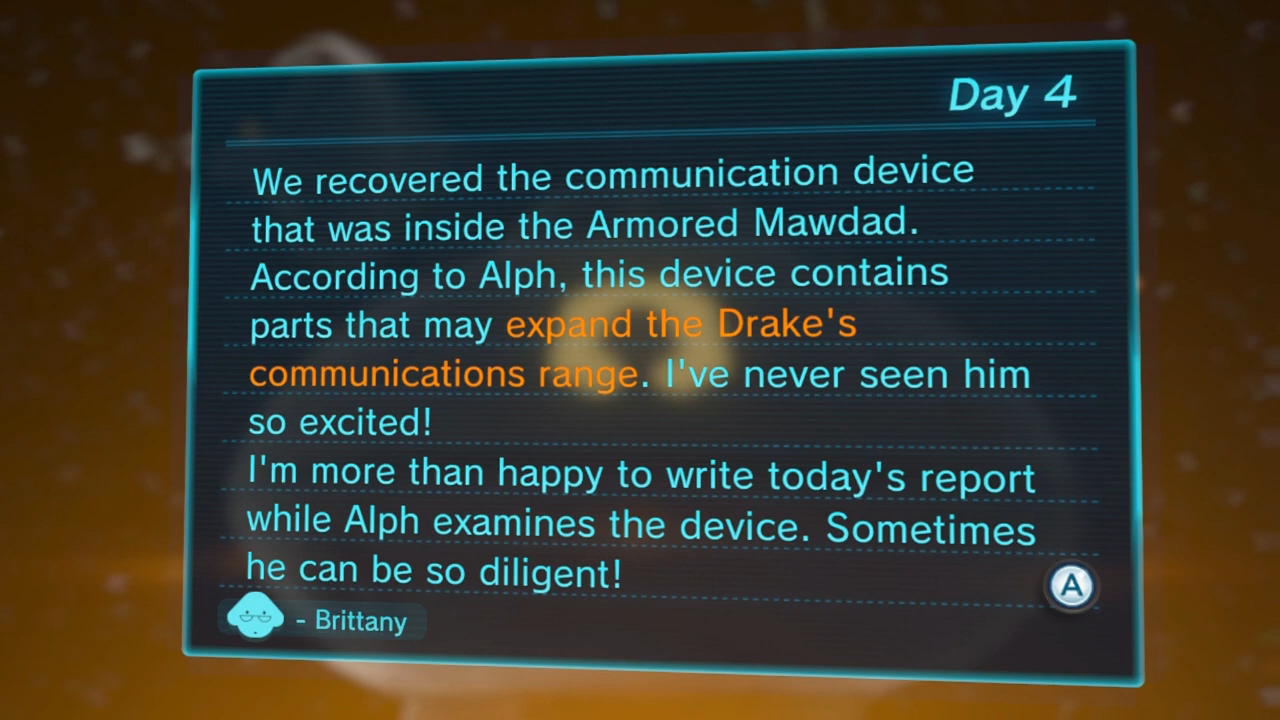 Day 4
We recovered the communication device
that was inside the Armored Mawdad.
According to Alph, this device contains
parts that may expand the Drake's
communications range. I've never seen him
so excited!
I'm more than happy to write today's report
while Alph examines the device. Sometimes
he can be so diligent!
A
- Brittany